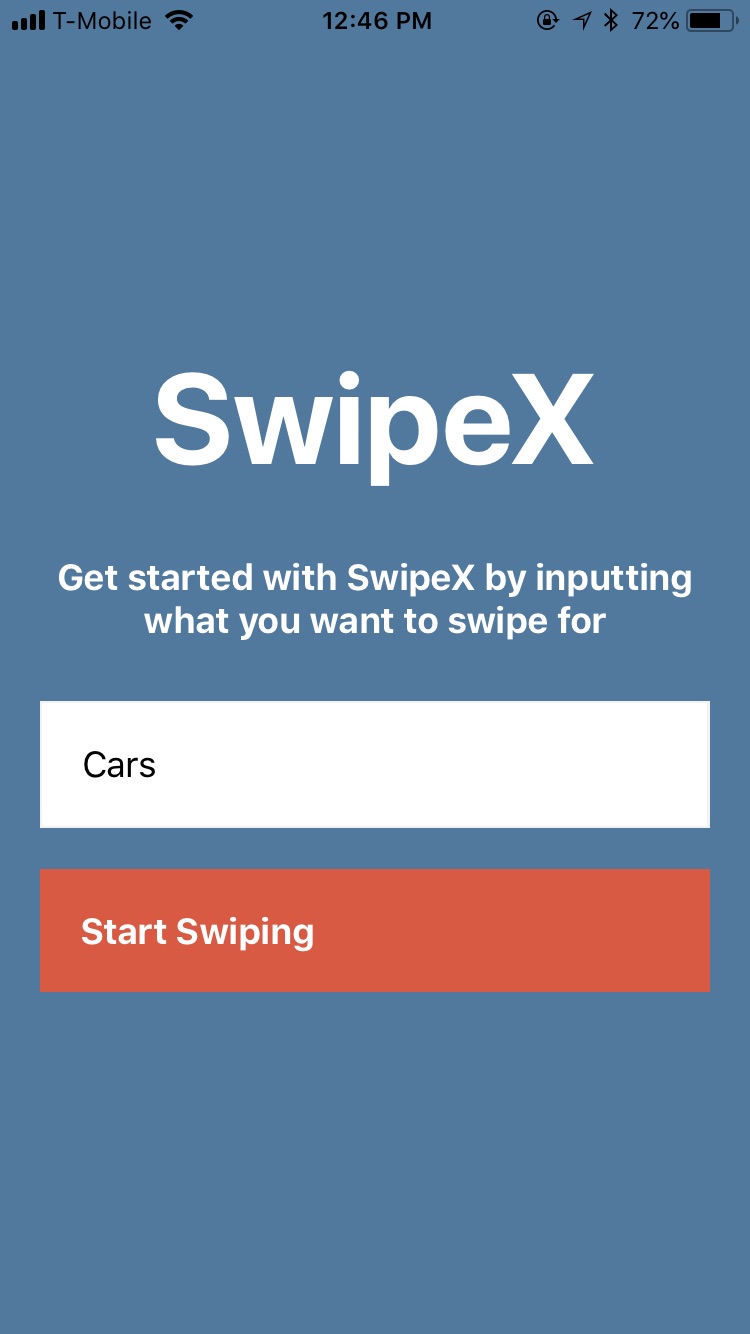 T-Mobile 12:46 PM 72%
SwipeX
Get started with SwipeX by inputting
what you want to swipe for
Cars
Start Swiping